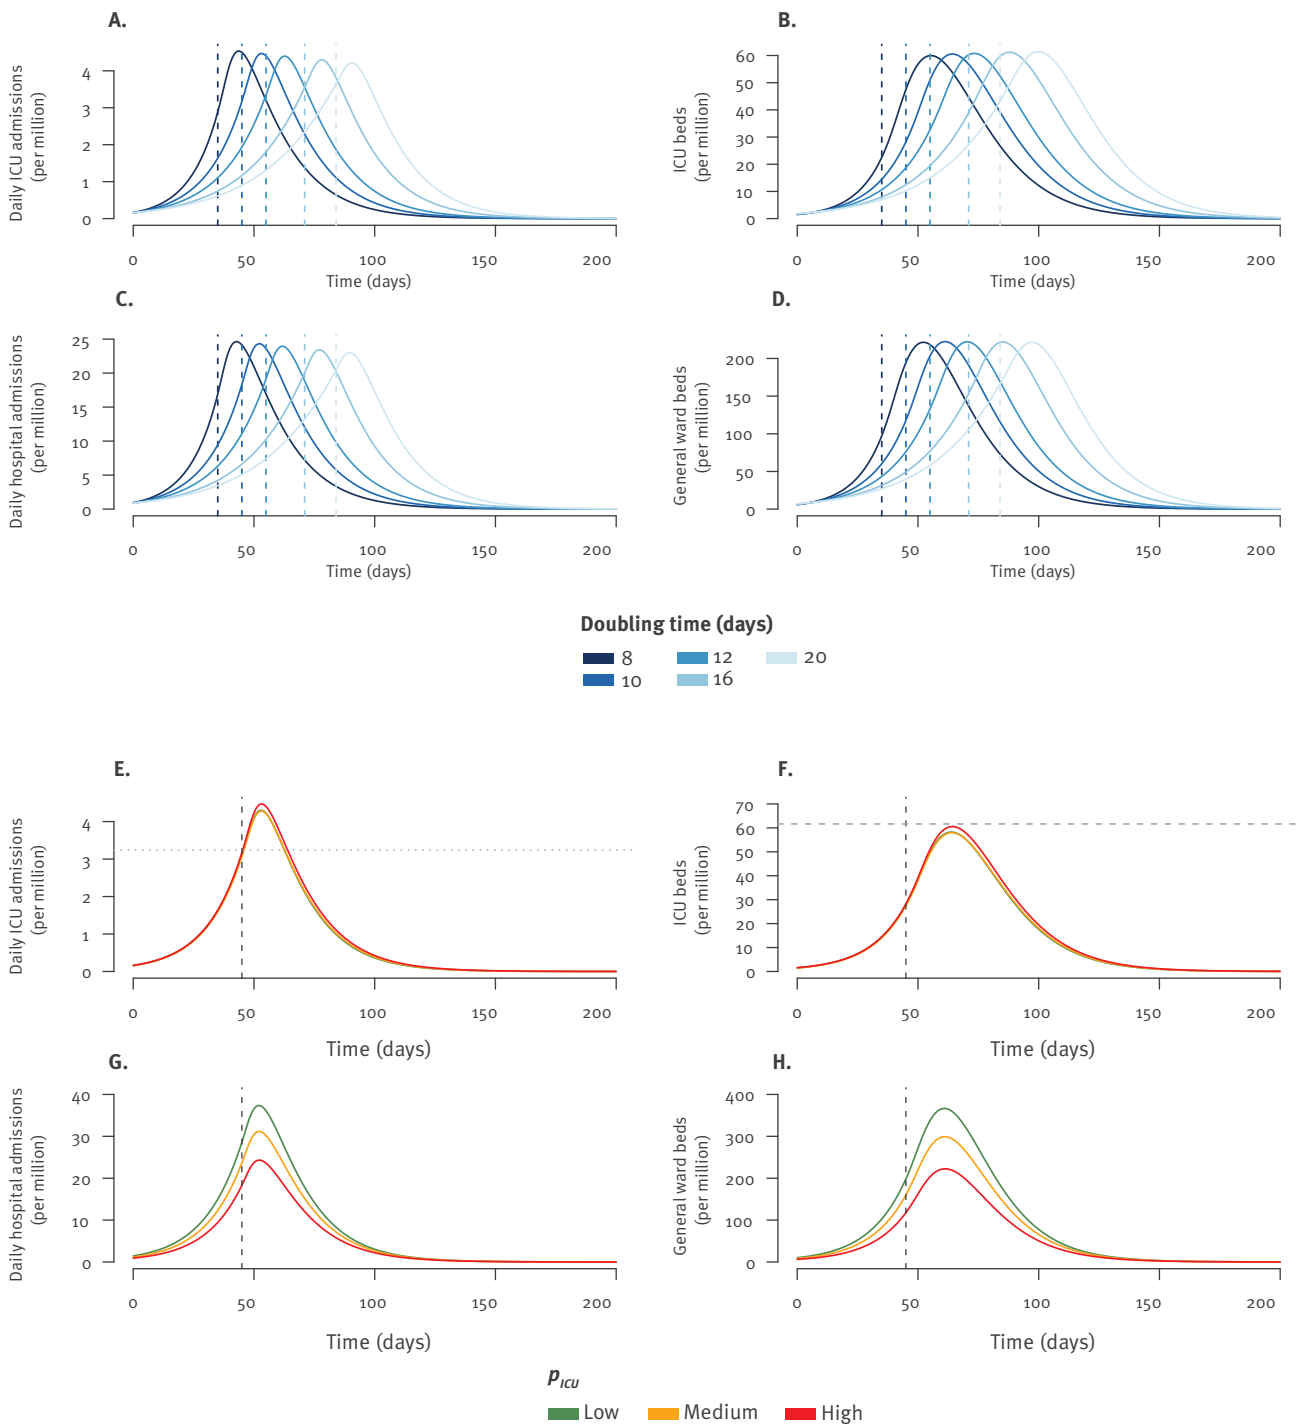 A.
Daily ICU admissions
(per million)
4
3
2
1
0
0 50 100 150 200
Time (days)
B.
ICU beds
(per million)
60
50
40
30
20
10
0
0 50 100 150 200
Time (days)
C.
Daily hospital admissions
(per million)
25
20
15
10
5
0
0 50 100 150 200
Time (days)
D.
General ward beds
(per million)
200
150
100
50
0
0 50 100 150 200
Time (days)
Doubling time (days)
8 12 20
10 16
E.
Daily ICU admissions
(per million)
4
3
2
1
0
0 50 100 150 200
Time (days)
F.
ICU beds
(per million)
70
60
50
40
30
20
10
0
0 50 100 150 200
Time (days)
G.
Daily hospital admissions
(per million)
40
30
20
10
0
0 50 100 150 200
Time (days)
H.
General ward beds
(per million)
400
300
200
100
0
0 50 100 150 200
Time (days)
pICU
Low Medium High